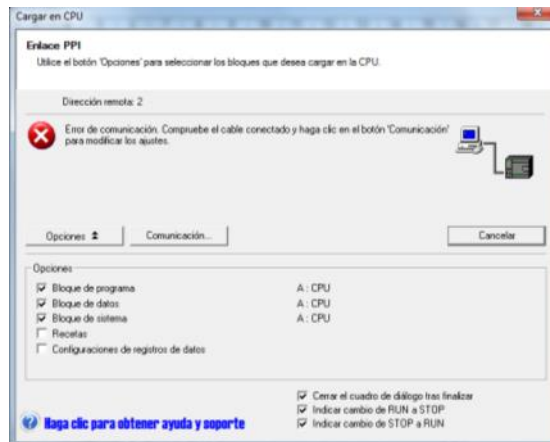 Cargar en CPU
Enlace PPI
Utilice el botón 'Opciones' para seleccionar los bloques que desea cargar en la CPU.
Dirección remota: 2
Error de comunicación. Compruebe el cable conectado y haga clic en el botón 'Comunicación'
para modificar los ajustes.
Opciones
Comunicación...
Cancelar
Opciones
Bloque de programa A : CPU
Bloque de datos A : CPU
Bloque de sistema A : CPU
Recetas
Configuraciones de registros de datos
Cerrar el cuadro de diálogo tras finalizar
Indicar cambio de RUN a STOP
Haga clic para obtener ayuda y soporte
Indicar cambio de STOP a RUN